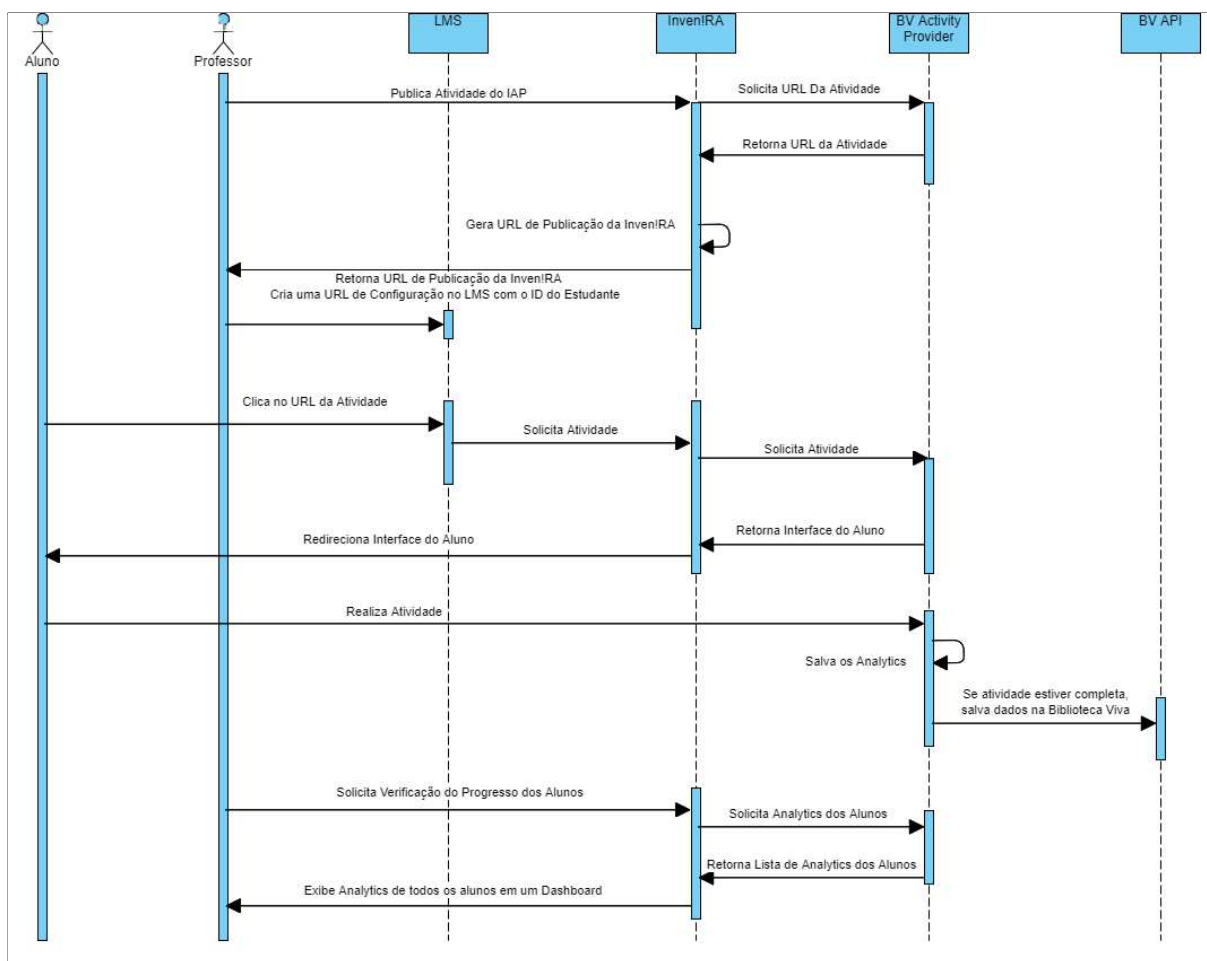 LMS
Inven!RA
BV Activity
Provider
BV API
Aluno
Professor
Publica Atividade do IAP
Solicita URL Da Atividade
Retorna URL da Atividade
Gera URL de Publicação da Inven!RA
Retorna URL de Publicação da Inven!RA
Cria uma URL de Configuração no LMS com o ID do Estudante
Clica no URL da Atividade
Solicita Atividade
Solicita Atividade
Retorna Interface do Aluno
Redireciona Interface do Aluno
Realiza Atividade
Salva os Analytics
Se atividade estiver completa,
salva dados na Biblioteca Viva
Solicita Verificação do Progresso dos Alunos
Solicita Analytics dos Alunos
Retorna Lista de Analytics dos Alunos
Exibe Analytics de todos os alunos em um Dashboard